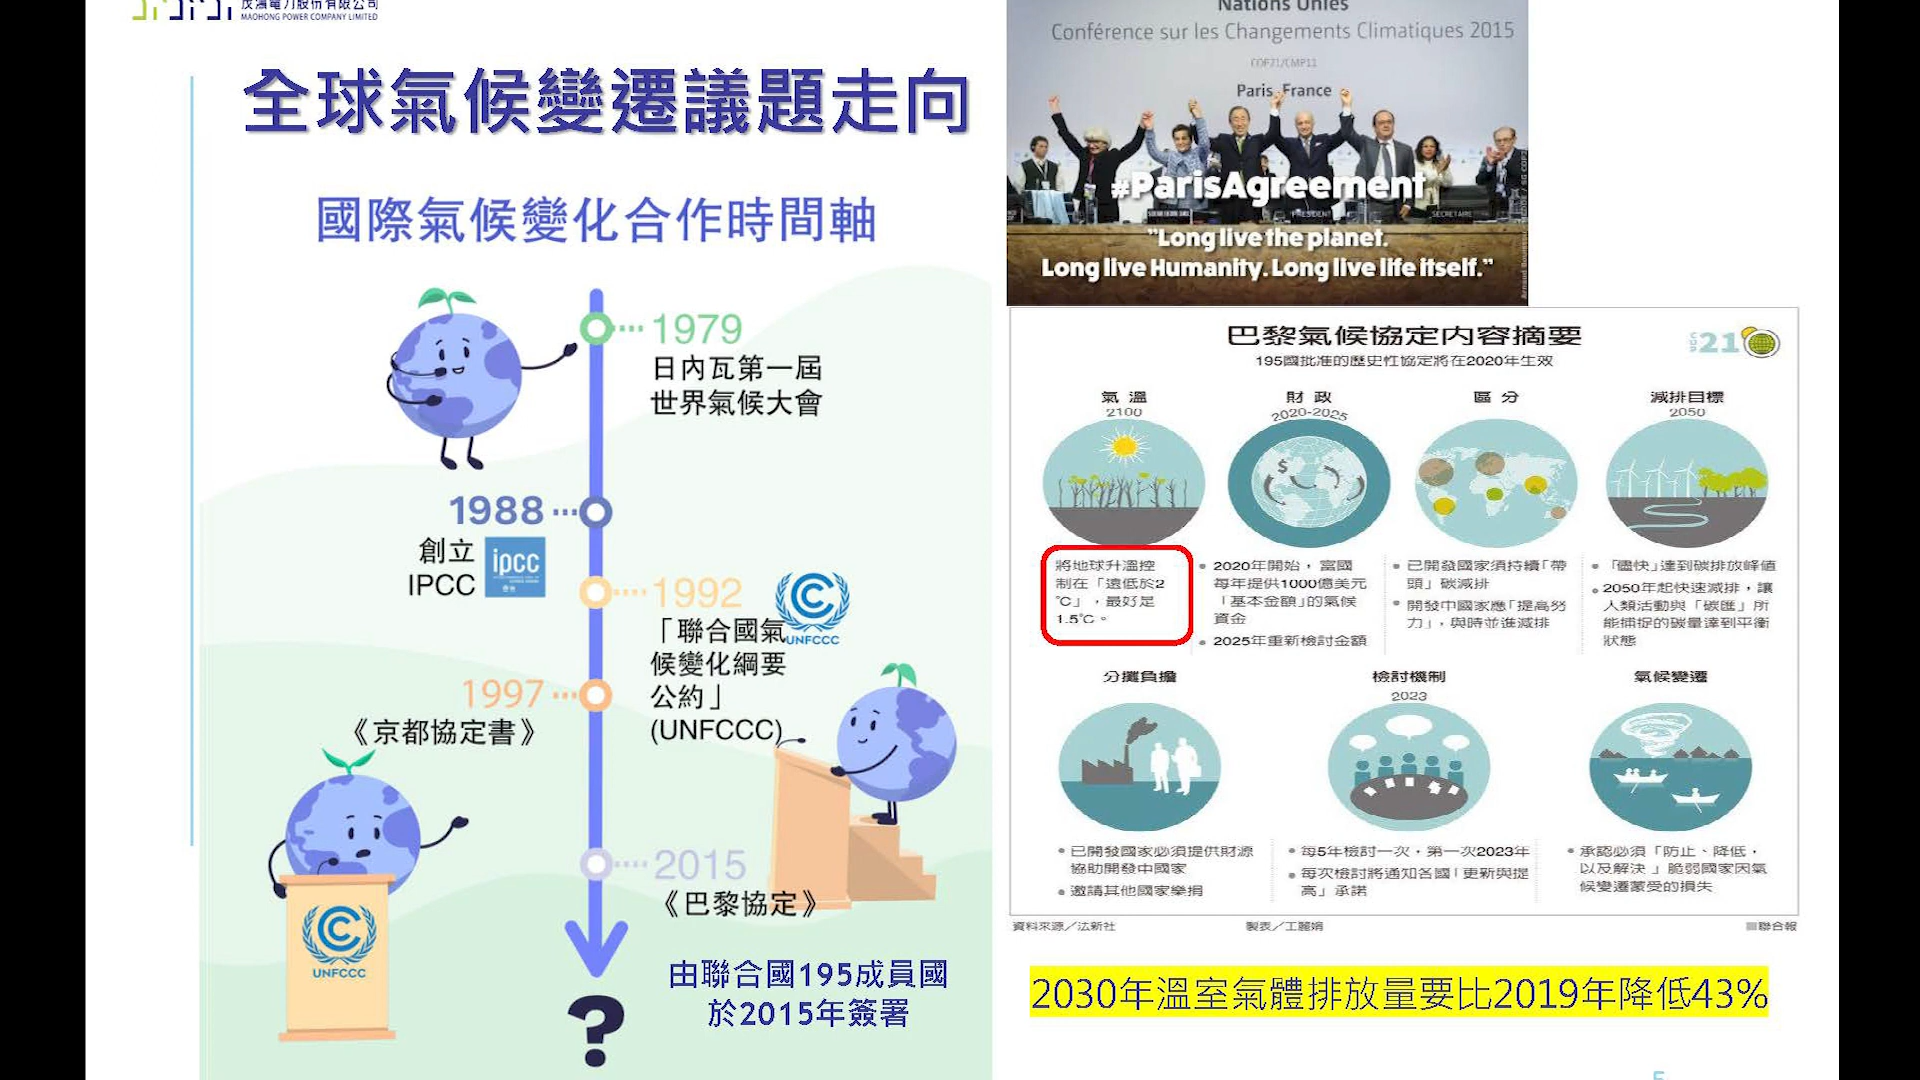 茂鴻電力股份有限公司
MAOHONG POWER COMPANY LIMITED
全球氣候變遷議題走向
國際氣候變化合作時間軸
1979
日內瓦第一屆
世界氣候大會
1988
創立
IPCC
ipcc
1992
「聯合國氣
候變化綱要
公約」
(UNFCCC)
UNFCCC
1997
《京都協定書》
UNFCCC
2015
《巴黎協定》
由聯合國195成員國
於2015年簽署
?
Nations Unies
Conférence sur les Changements Climatiques 2015
COP21/CMP11
Paris, France
#ParisAgreement
PRESIDENT
SECRETAIRE
"Long live the planet.
Long live Humanity. Long live life itself."
巴黎氣候協定內容摘要
195國批准的歷史性協定將在2020年生效
COP
21
氣溫
2100
將地球升溫控
制在「遠低於2
℃」，最好是
1.5℃。
財政
2020-2025
$
• 2020年開始，富國
每年提供1000億美元
「基本金額」的氣候
資金
• 2025年重新檢討金額
區分
• 已開發國家須持續「帶
頭」碳減排
• 開發中國家應「提高努
力」，與時並進減排
減排目標
2050
• 「儘快」達到碳排放峰值
• 2050年起快速減排，讓
人類活動與「碳匯」所
能捕捉的碳量達到平衡
狀態
分攤負擔
• 已開發國家必須提供財源
協助開發中國家
• 邀請其他國家樂捐
檢討機制
2023
• 每5年檢討一次，第一次2023年
• 每次檢討將通知各國「更新與提
高」承諾
氣候變遷
• 承認必須「防止、降低，
以及解決」脆弱國家因氣
候變遷蒙受的損失
資料來源／法新社
製表／王麗娟
■聯合報
2030年溫室氣體排放量要比2019年降低43%